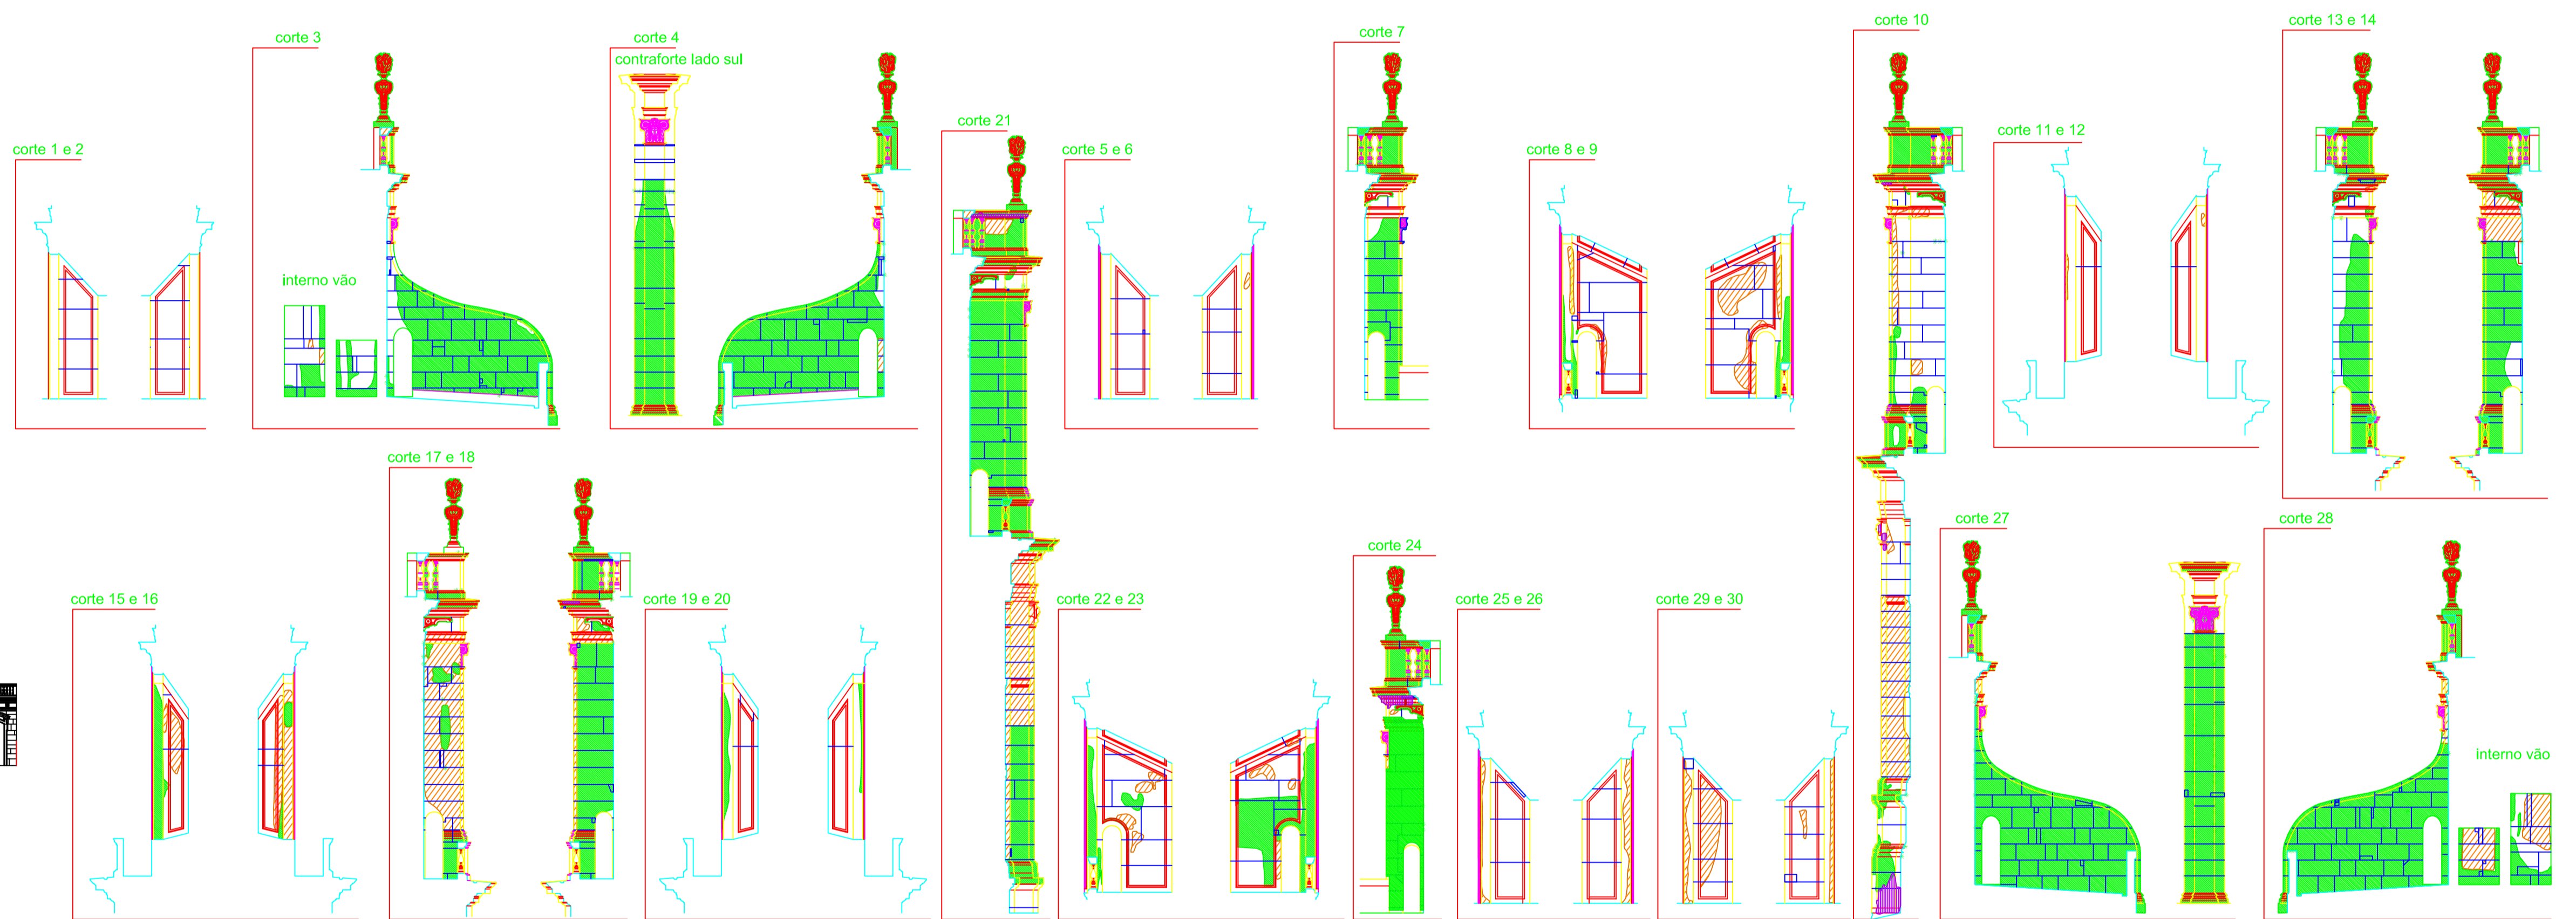 corte 1 e 2
corte 3
interno vão
corte 4
contraforte lado sul
corte 21
corte 5 e 6
corte 7
corte 8 e 9
corte 10
corte 11 e 12
corte 13 e 14
corte 15 e 16
corte 17 e 18
corte 19 e 20
corte 22 e 23
corte 24
corte 25 e 26
corte 29 e 30
corte 27
corte 28
interno vão